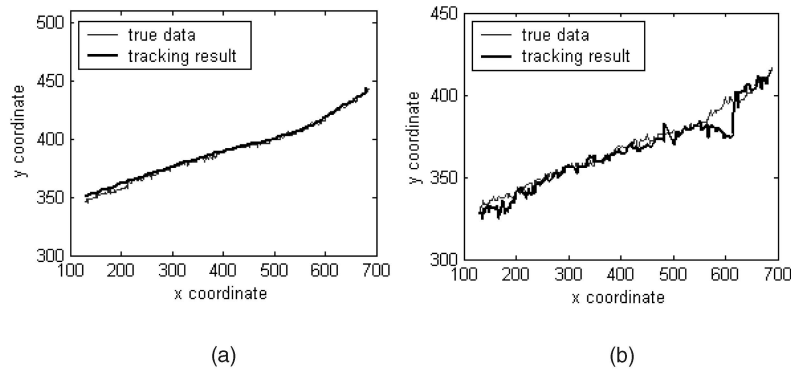 500
450
400
350
300
y coordinate
true data
tracking result
100 200 300 400 500 600 700
x coordinate
(a)
450
400
350
300
y coordinate
true data
tracking result
100 200 300 400 500 600 700
x coordinate
(b)